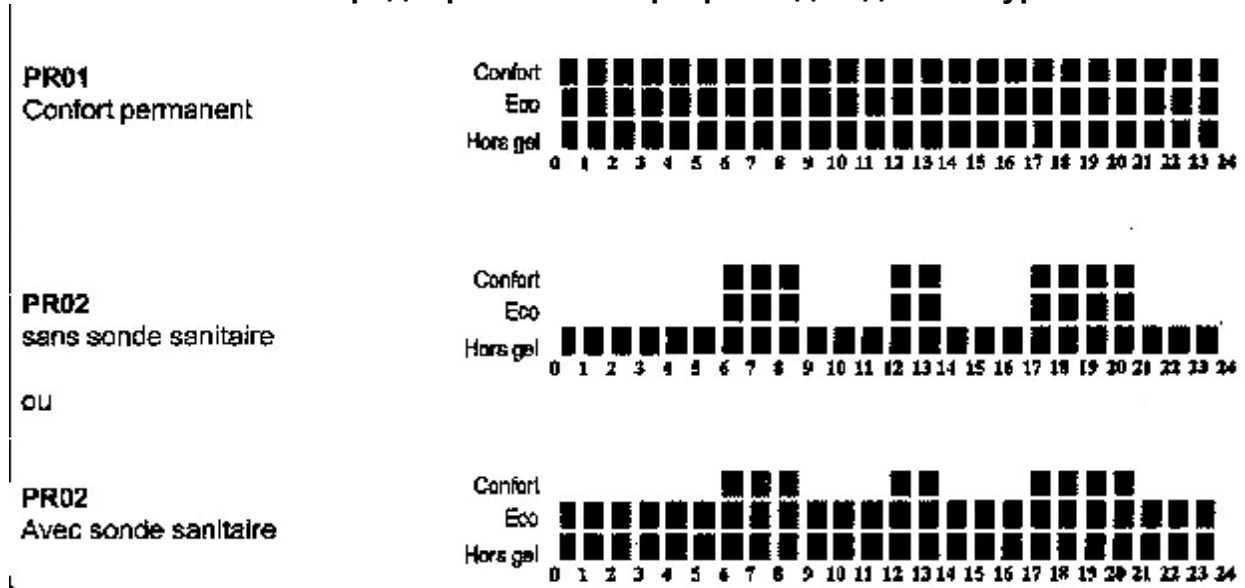 PR01
Confort permanent
Confort
Eco
Hors gel
0 1 2 3 4 5 6 7 8 9 10 11 12 13 14 15 16 17 18 19 20 21 22 23 24
PR02
sans sonde sanitaire
Confort
Eco
Hors gel
0 1 2 3 4 5 6 7 8 9 10 11 12 13 14 15 16 17 18 19 20 21 22 23 24
ou
PR02
Avec sonde sanitaire
Confort
Eco
Hors gel
0 1 2 3 4 5 6 7 8 9 10 11 12 13 14 15 16 17 18 19 20 21 22 23 24